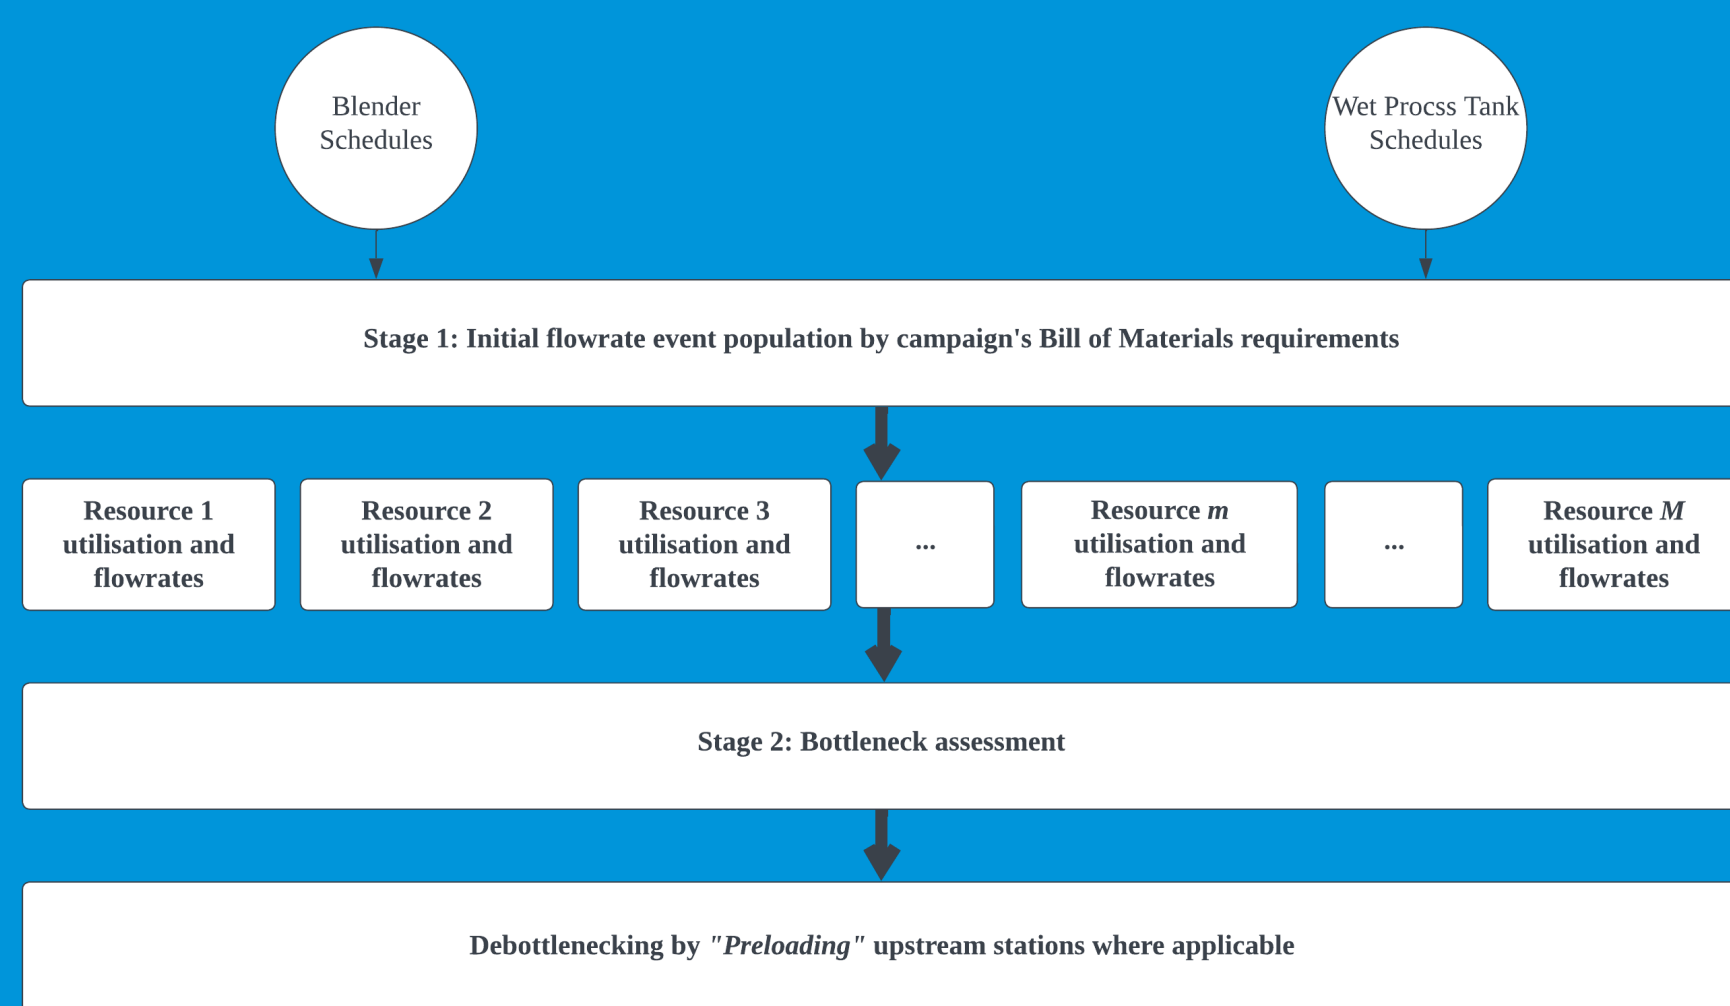 Blender
Schedules
Wet Procss Tank
Schedules
Stage 1: Initial flowrate event population by campaign's Bill of Materials requirements
Resource 1
utilisation and
flowrates
Resource 2
utilisation and
flowrates
Resource 3
utilisation and
flowrates
...
Resource m
utilisation and
flowrates
...
Resource M
utilisation and
flowrates
Stage 2: Bottleneck assessment
Debottlenecking by "Preloading" upstream stations where applicable